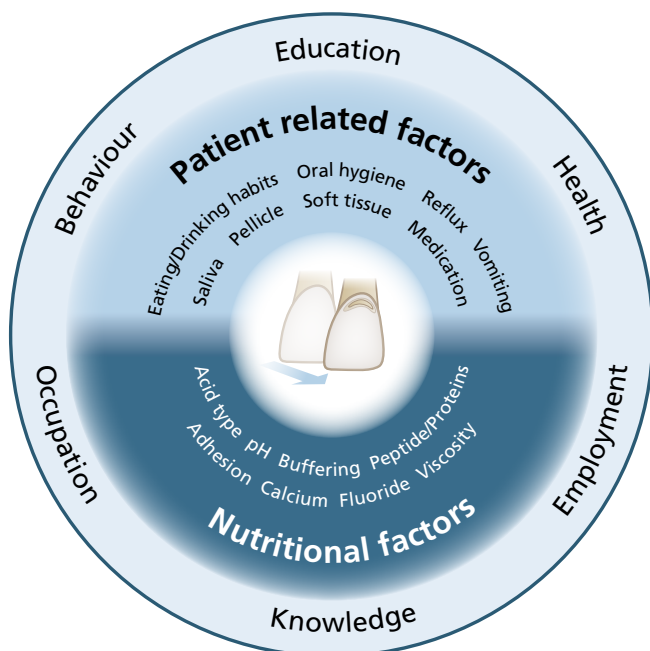 Education
Behaviour
Health
Patient related factors
Eating/Drinking habits
Oral hygiene
Reflux
Vomiting
Saliva
Pellicle
Soft tissue
Medication
Occupation
Employment
Acid type
pH
Buffering
Peptide/Proteins
Adhesion
Calcium
Fluoride
Viscosity
Nutritional factors
Knowledge